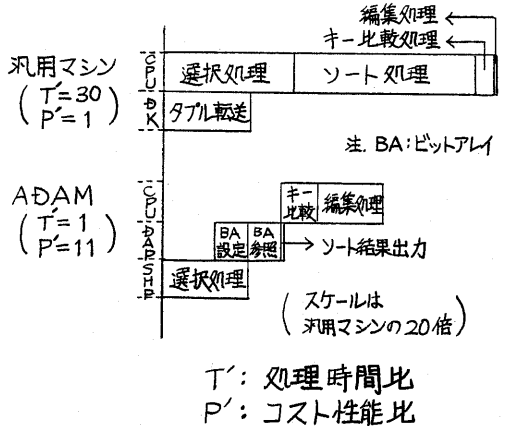 編集処理
キー比較処理
汎用マシン
(T′=30
P′=1)
CPU
選択処理
ソート処理
DK
タプル転送
注. BA:ビットアレイ
ADAM
(T′=1
P′=11)
CPU
キー比較
編集処理
DAP
BA設定
BA参照
ソート結果出力
SHP
選択処理
(スケールは
汎用マシンの20倍)
T′: 処理時間比
P′: コスト性能比